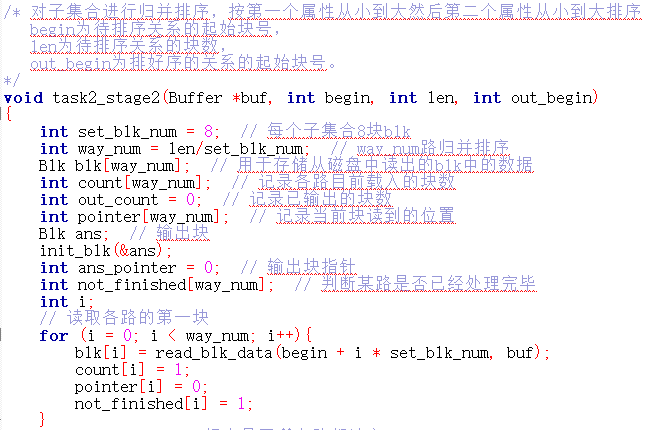 /* 对子集合进行归并排序，按第一个属性从小到大然后第二个属性从小到大排序
begin为待排序关系的起始块号，
len为待排序关系的块数，
out_begin为排好序的关系的起始块号。
*/
void task2_stage2(Buffer *buf, int begin, int len, int out_begin)
{
int set_blk_num = 8;  // 每个子集合8块blk
int way_num = len/set_blk_num;  // way_num路归并排序
Blk blk[way_num];  // 用于存储从磁盘中读出的blk中的数据
int count[way_num];  // 记录各路目前载入的块数
int out_count = 0;  // 记录已输出的块数
int pointer[way_num];  // 记录当前块读到的位置
Blk ans;  // 输出块
init_blk(&ans);
int ans_pointer = 0;  // 输出块指针
int not_finished[way_num];  // 判断某路是否已经处理完毕
int i;
// 读取各路的第一块
for (i = 0; i < way_num; i++){
blk[i] = read_blk_data(begin + i * set_blk_num, buf);
count[i] = 1;
pointer[i] = 0;
not_finished[i] = 1;
}